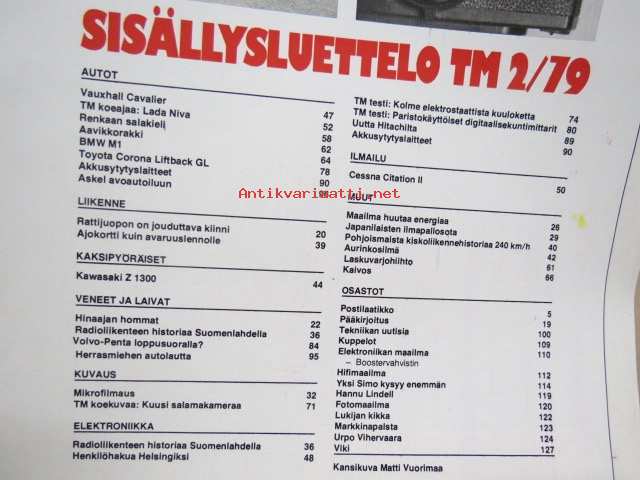 SISÄLLYSLUETTELO TM 2/79
AUTOT
Vauxhall Cavalier 47
TM koeajaa: Lada Niva 52
Renkaan salakieli 58
Aavikkorakki 62
BMW M1 64
Toyota Corona Liftback GL 78
Akkusytytyslaitteet 90
Askel avoautoiluun
LIIKENNE
Rattijuopon on jouduttava kiinni 20
Ajokortti kuin avaruuslennolle 39
KAKSIPYÖRÄISET
Kawasaki Z 1300 44
VENEET JA LAIVAT
Hinaajan hommat 22
Radioliikenteen historiaa Suomenlahdella 36
Volvo-Penta loppusuoralla? 84
Herrasmiehen autolautta 95
KUVAUS
Mikrofilmaus 32
TM koekuvaa: Kuusi salamakameraa 71
ELEKTRONIIKKA
Radioliikenteen historiaa Suomenlahdella 36
Henkilöhakua Helsingiksi 48
TM testi: Kolme elektrostaattista kuuloketta 74
TM testi: Paristokäyttöiset digitaalisekuntimittarit 80
Uutta Hitachilta 89
Akkusytytyslaitteet 90
ILMAILU
Cessna Citation II 50
MUUT
Maailma huutaa energiaa 26
Japanilaisten ilmapallosota 29
Pohjoismaista kiskoliikennehistoriaa 240 km/h 40
Aurinkosilma 42
Laskuvarjohiihto 61
Kaivos 66
OSASTOT
Postilaatikko 5
Pääkirjoitus 19
Tekniikan uutisia 100
Kuppelot 109
Elektroniikan maailma 110
– Boostervahvistin
Hifimaailma 112
Yksi Simo kysyy enemmän 114
Hannu Lindell 119
Fotomaailma 120
Lukijan kikka 122
Markkinapalsta 123
Urpo Vihervaara 124
Viki 127
Kansikuva Matti Vuorimaa
Antikvariaatti.net